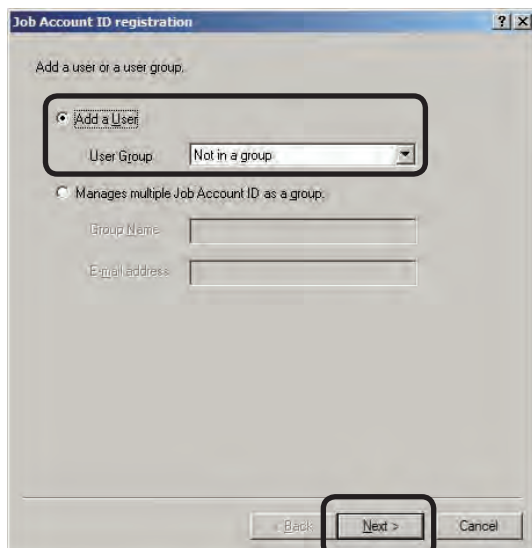 Job Account ID registration
Add a user or a user group.
Add a User
User Group Not in a group
Manages multiple Job Account ID as a group.
Group Name
E-mail address
< Back Next > Cancel